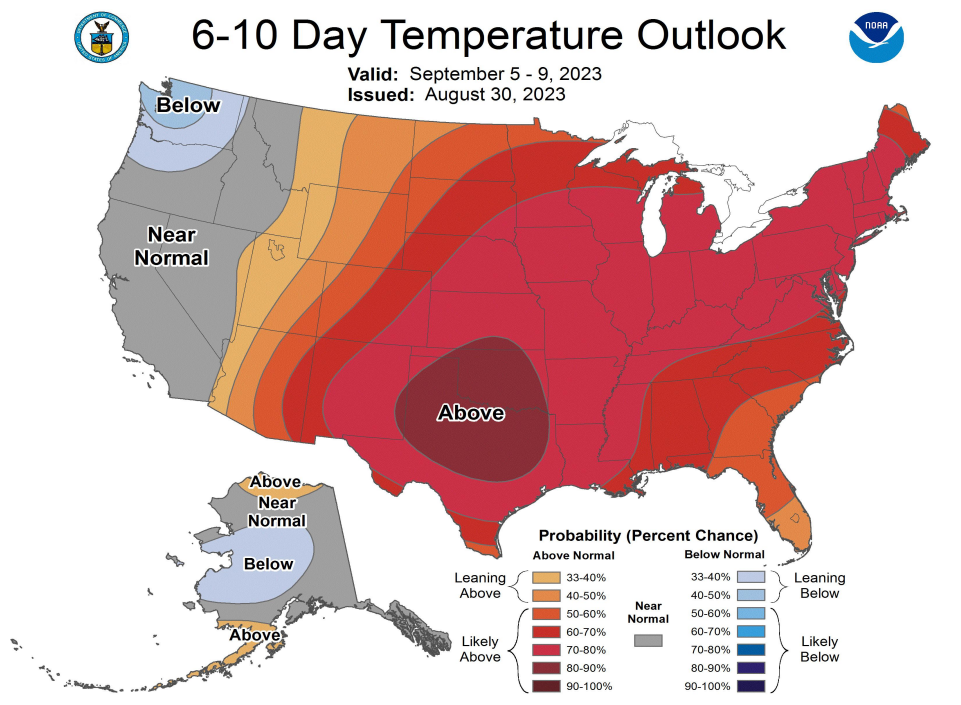 6-10 Day Temperature Outlook
NOAA
Valid: September 5 - 9, 2023
Issued: August 30, 2023
Below
Near
Normal
Above
Above
Near
Normal
Below
Above
Probability (Percent Chance)
Above Normal
Below Normal
Leaning
Above
33-40%
40-50%
Likely
Above
50-60%
60-70%
70-80%
80-90%
90-100%
Near
Normal
33-40%
40-50%
50-60%
60-70%
70-80%
80-90%
90-100%
Leaning
Below
Likely
Below